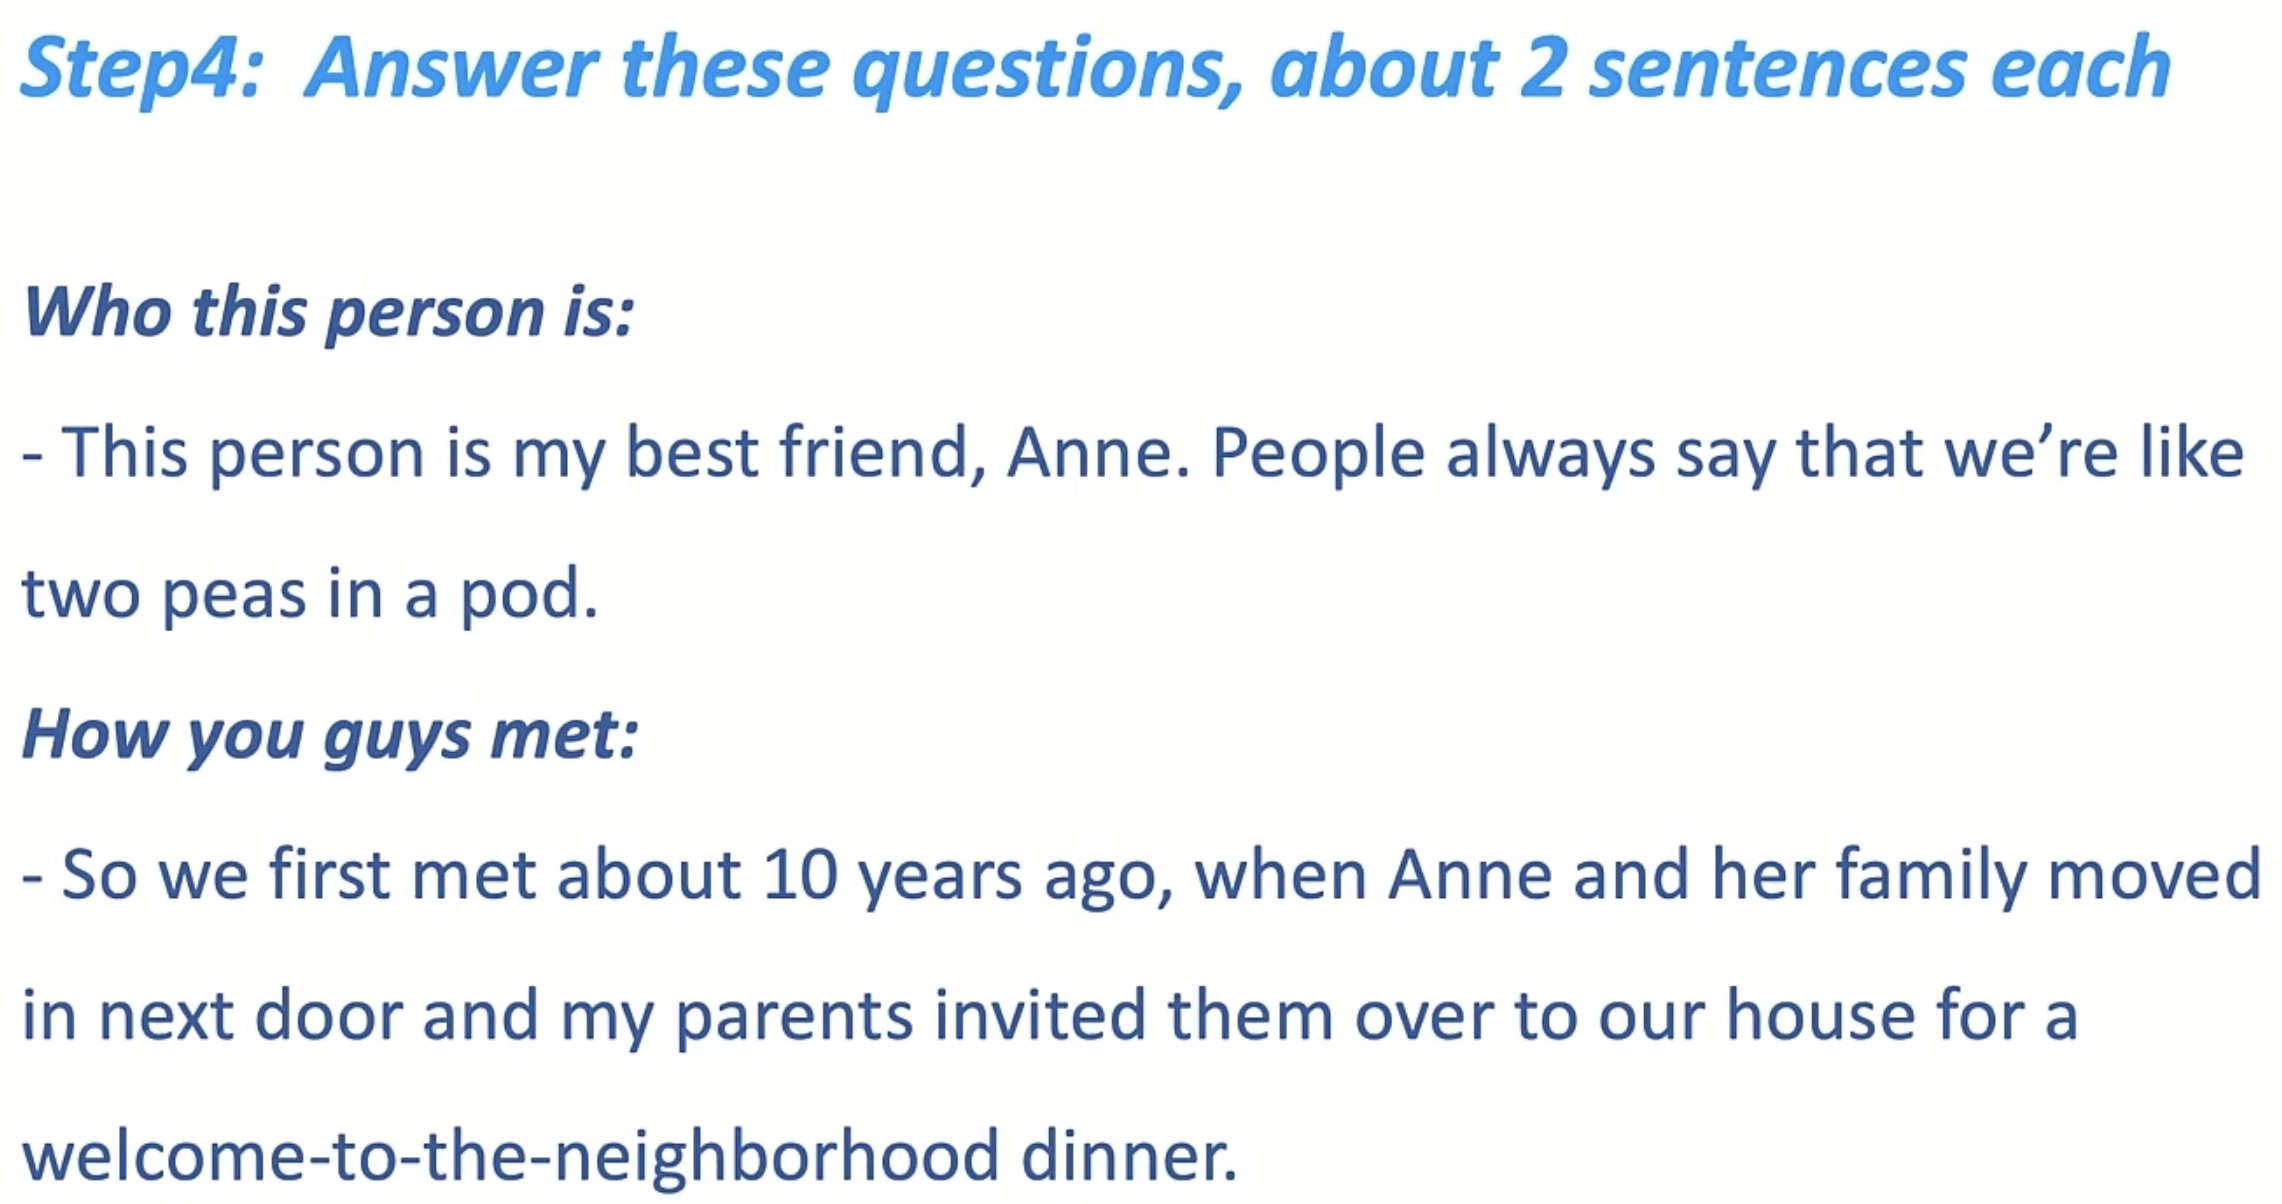 Step4:  Answer these questions, about 2 sentences each
Who this person is:
- This person is my best friend, Anne. People always say that we’re like
two peas in a pod.
How you guys met:
- So we first met about 10 years ago, when Anne and her family moved
in next door and my parents invited them over to our house for a
welcome-to-the-neighborhood dinner.